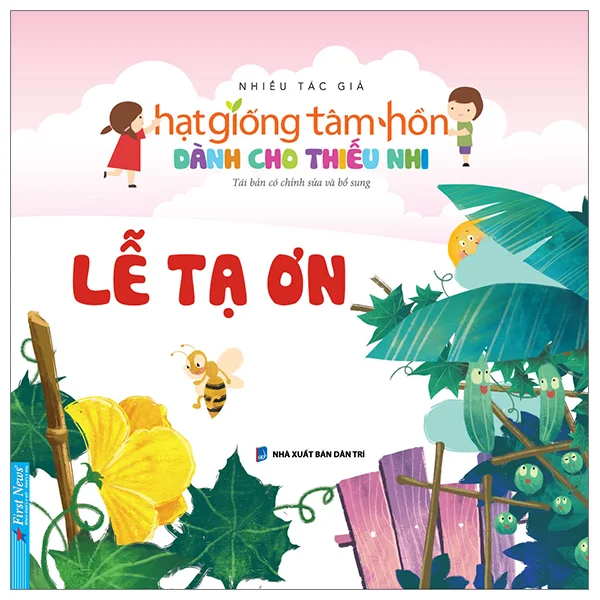 NHIỀU TÁC GIẢ
hạt giống tâm hồn
DÀNH CHO THIẾU NHI
Tái bản có chỉnh sửa và bổ sung
LỄ TẠ ƠN
NHÀ XUẤT BẢN DÂN TRÍ
First News